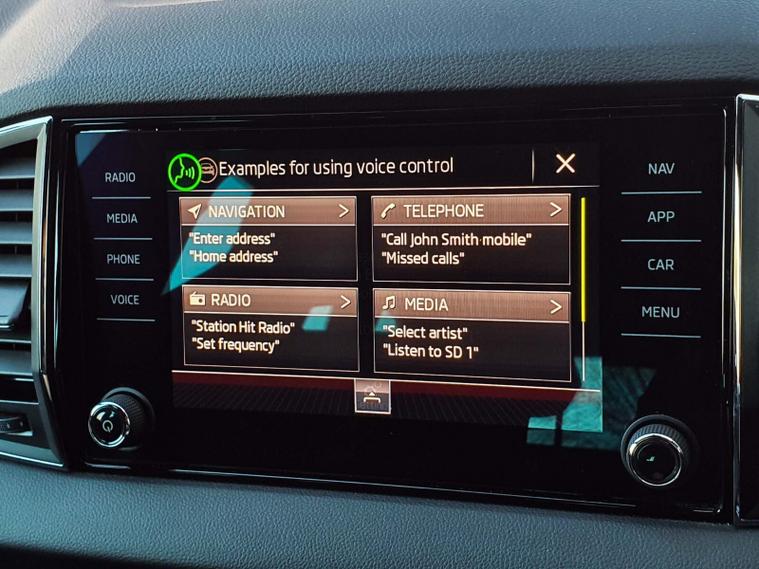 RADIO
MEDIA
PHONE
VOICE
Examples for using voice control
NAVIGATION
"Enter address"
"Home address"
TELEPHONE
"Call John Smith mobile"
"Missed calls"
RADIO
"Station Hit Radio"
"Set frequency"
MEDIA
"Select artist"
"Listen to SD 1"
NAV
APP
CAR
MENU